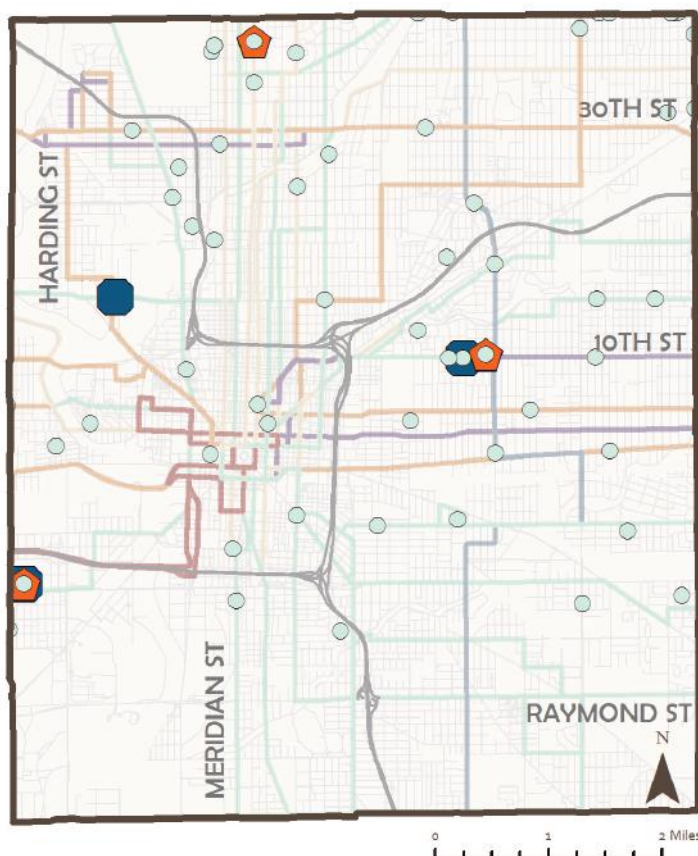 30TH ST
HARDING ST
10TH ST
MERIDIAN ST
RAYMOND ST
N
0 1 2 Miles